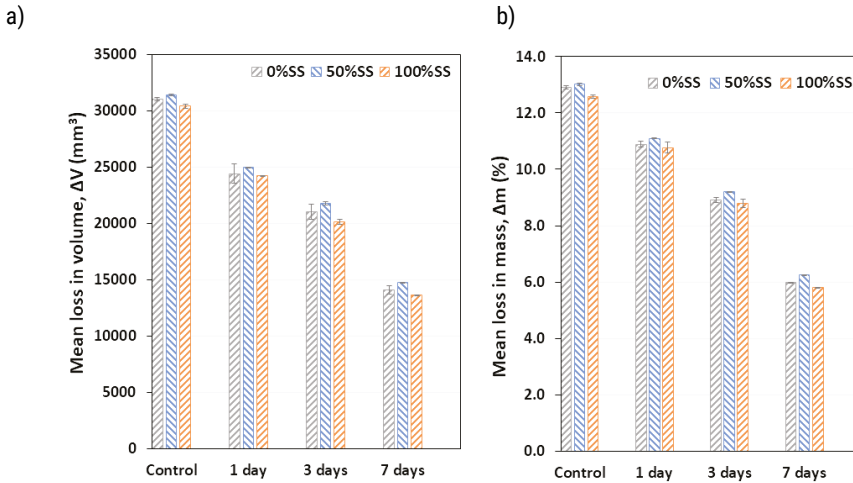 a)
Mean loss in volume, ΔV (mm³)
35000
30000
25000
20000
15000
10000
5000
0
0%SS 50%SS 100%SS
Control 1 day 3 days 7 days
b)
Mean loss in mass, Δm (%)
14.0
12.0
10.0
8.0
6.0
4.0
2.0
0.0
0%SS 50%SS 100%SS
Control 1 day 3 days 7 days